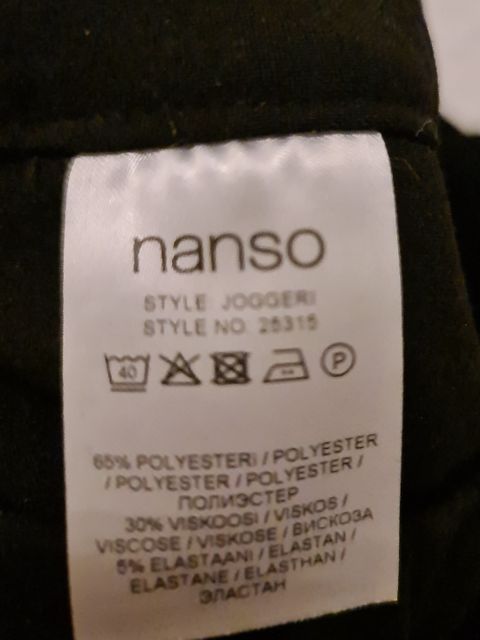 nanso
STYLE: JOGGERI
STYLE NO. 25315
40 P
65% POLYESTERI / POLYESTER
/ POLYESTER / POLYESTER /
ПОЛИЭСТЕР
30% VISKOOSI / VISKOS /
VISCOSE / VISKOSE / ВИСКОЗА
5% ELASTAANI / ELASTAN /
ELASTANE / ELASTHAN /
ЭЛАСТАН